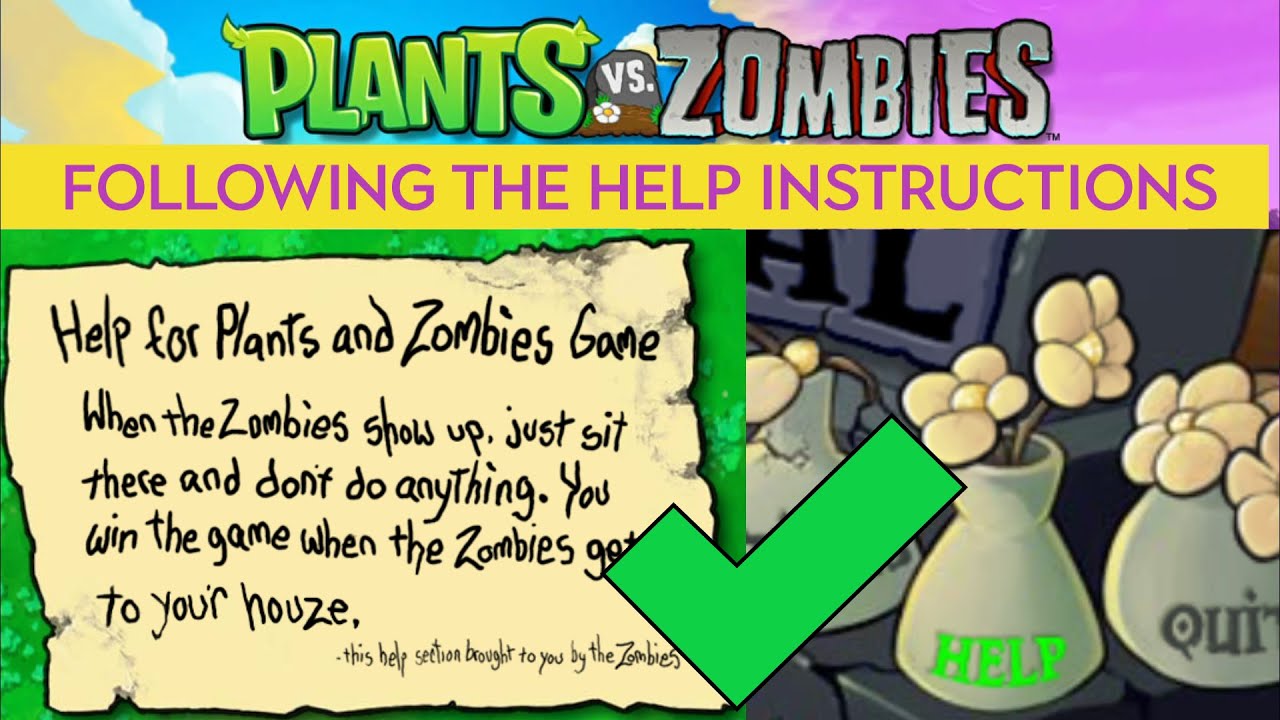 PLANTS VS. ZOMBIES™
FOLLOWING THE HELP INSTRUCTIONS
Help for Plants and Zombies Game
When the Zombies show up, just sit
there and don't do anything. You
win the game when the Zombies get
to your houze.
-this help section brought to you by the Zombies
AL
HELP
QUIT